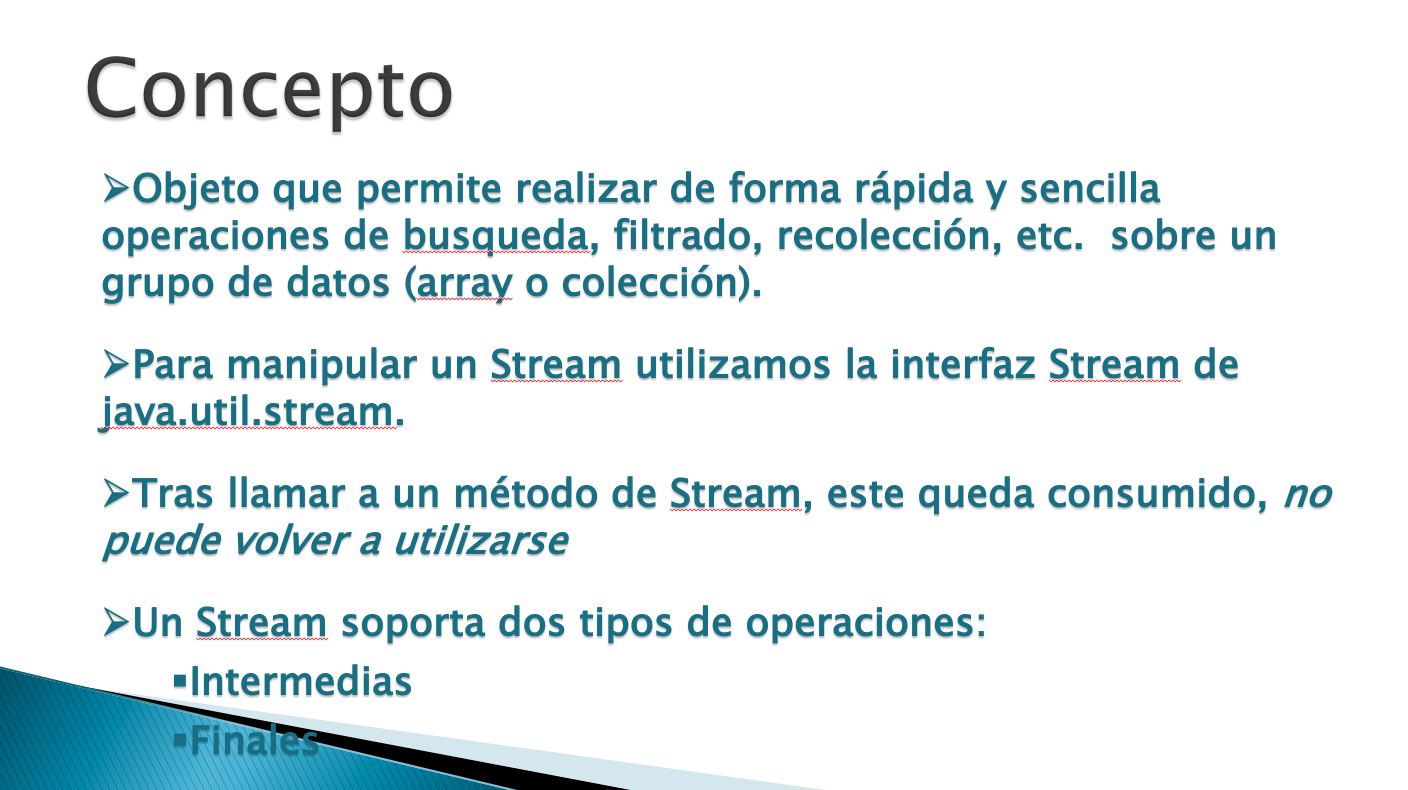 Concepto
➢Objeto que permite realizar de forma rápida y sencilla
operaciones de busqueda, filtrado, recolección, etc.  sobre un
grupo de datos (array o colección).
➢Para manipular un Stream utilizamos la interfaz Stream de
java.util.stream.
➢Tras llamar a un método de Stream, este queda consumido, no
puede volver a utilizarse
➢Un Stream soporta dos tipos de operaciones:
▪Intermedias
▪Finales